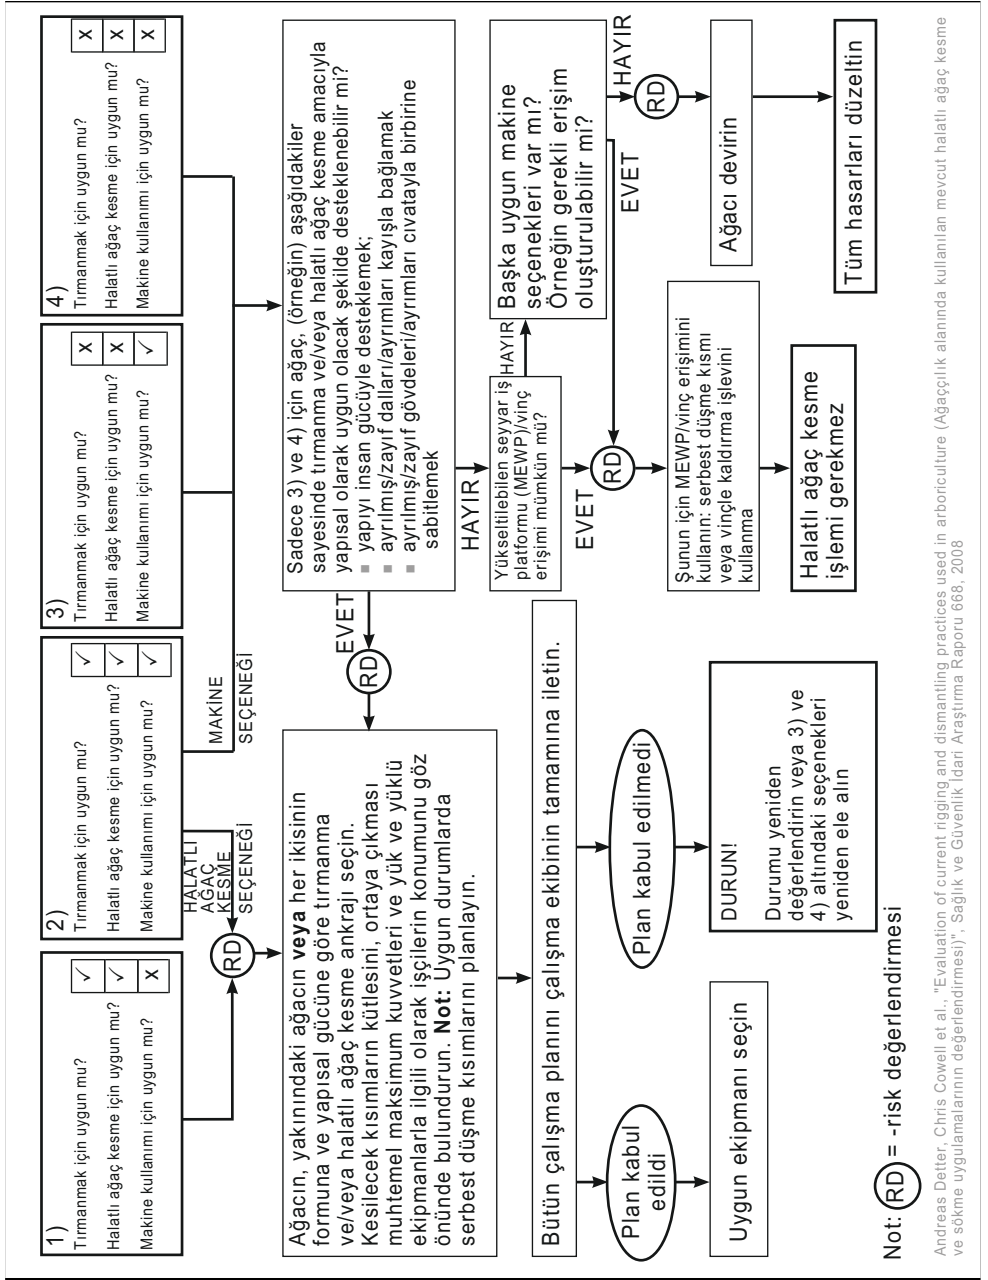 1)
Tırmanmak için uygun mu? ✓
Halatlı ağaç kesme için uygun mu? ✓
Makine kullanımı için uygun mu? X
2)
Tırmanmak için uygun mu? ✓
Halatlı ağaç kesme için uygun mu? ✓
Makine kullanımı için uygun mu? ✓
3)
Tırmanmak için uygun mu? X
Halatlı ağaç kesme için uygun mu? X
Makine kullanımı için uygun mu? ✓
4)
Tırmanmak için uygun mu? X
Halatlı ağaç kesme için uygun mu? X
Makine kullanımı için uygun mu? X
HALATLI
AĞAÇ
KESME
SEÇENEĞİ
MAKİNE
SEÇENEĞİ
RD
Ağacın, yakınındaki ağacın veya her ikisinin
formuna ve yapısal gücüne göre tırmanma
ve/veya halatlı ağaç kesme ankrajı seçin.
Kesilecek kısımların kütlesini, ortaya çıkması
muhtemel maksimum kuvvetleri ve yük ve yüklü
ekipmanlarla ilgili olarak işçilerin konumunu göz
önünde bulundurun. Not: Uygun durumlarda
serbest düşme kısımlarını planlayın.
EVET
RD
Sadece 3) ve 4) için ağaç, (örneğin) aşağıdakiler
sayesinde tırmanma ve/veya halatlı ağaç kesme amacıyla
yapısal olarak uygun olacak şekilde desteklenebilir mi?
■ yapıyı insan gücüyle desteklemek;
■ ayrılmış/zayıf dalları/ayrımları kayışla bağlamak
■ ayrılmış/zayıf gövdeleri/ayrımları cıvatayla birbirine
sabitlemek
HAYIR
Yükseltilebilen seyyar iş
platformu (MEWP)/vinç
erişimi mümkün mü?
HAYIR
Başka uygun makine
seçenekleri var mı?
Örneğin gerekli erişim
oluşturulabilir mi?
EVET
RD
EVET
HAYIR
RD
Şunun için MEWP/vinç erişimini
kullanın: serbest düşme kısmı
veya vinçle kaldırma işlevini
kullanma
Ağacı devirin
Halatlı ağaç kesme
işlemi gerekmez
Tüm hasarları düzeltin
Bütün çalışma planını çalışma ekibinin tamamına iletin.
Plan kabul
edildi
Plan kabul edilmedi
Uygun ekipmanı seçin
DURUN!
Durumu yeniden
değerlendirin veya 3) ve
4) altındaki seçenekleri
yeniden ele alın
Not: RD = -risk değerlendirmesi
Andreas Detter, Chris Cowell et al., "Evaluation of current rigging and dismantling practices used in arboriculture (Ağaççılık alanında kullanılan mevcut halatlı ağaç kesme
ve sökme uygulamalarının değerlendirmesi)", Sağlık ve Güvenlik İdari Araştırma Raporu 668, 2008